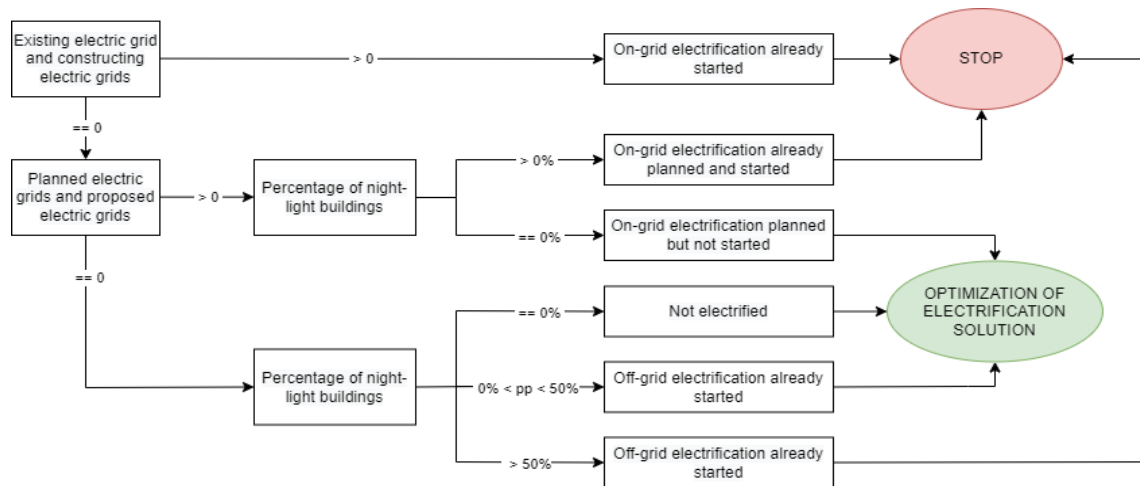 Existing electric grid
and constructing
electric grids
> 0
On-grid electrification already
started
STOP
== 0
Planned electric
grids and proposed
electric grids
> 0
Percentage of night-
light buildings
> 0%
On-grid electrification already
planned and started
== 0%
On-grid electrification planned
but not started
== 0
== 0%
Not electrified
OPTIMIZATION OF
ELECTRIFICATION
SOLUTION
Percentage of night-
light buildings
0% < pp < 50%
Off-grid electrification already
started
> 50%
Off-grid electrification already
started